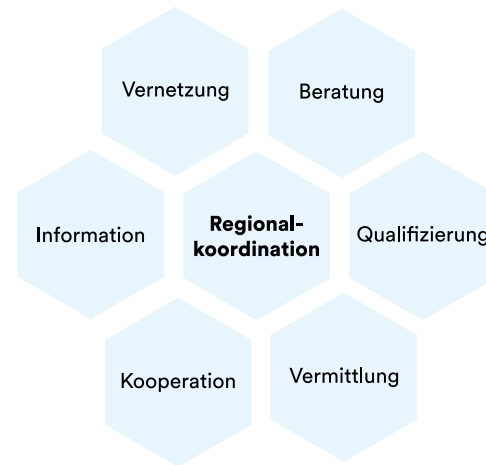 Vernetzung
Beratung
Information
Regional-
koordination
Qualifizierung
Kooperation
Vermittlung